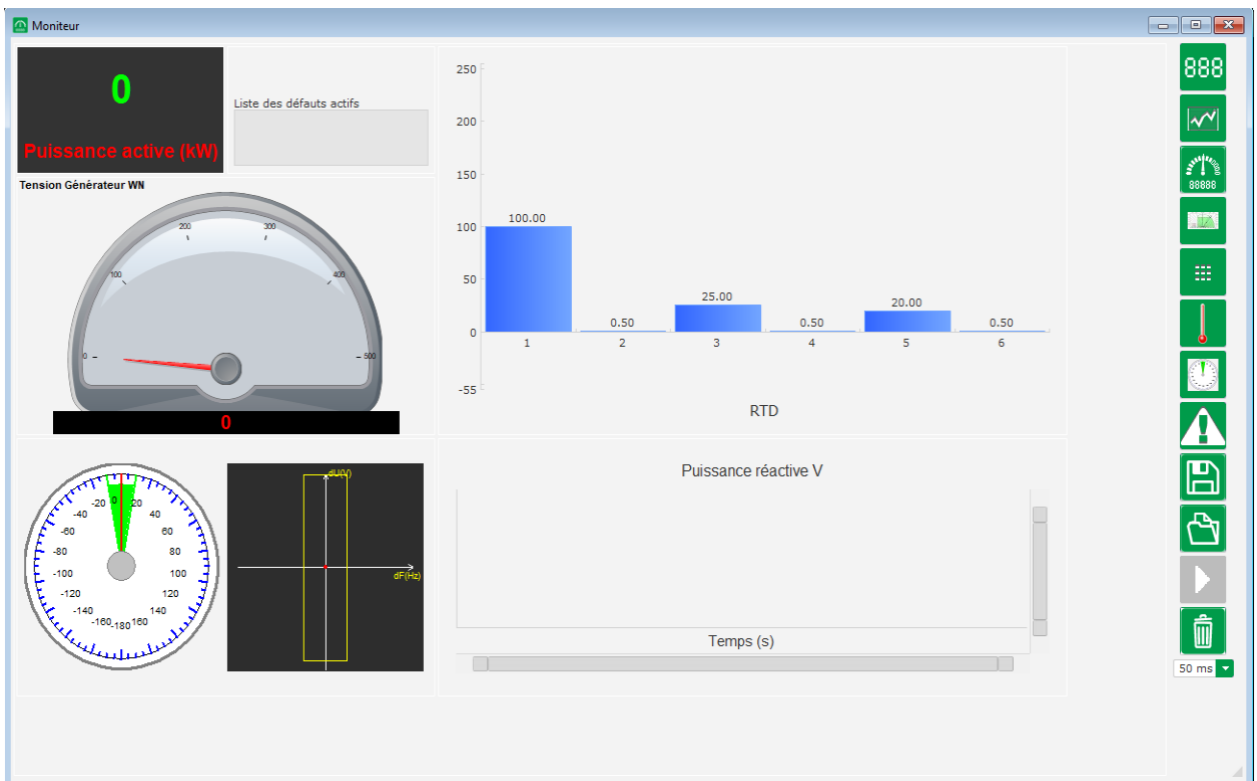 Moniteur
0
Puissance active (kW)
Liste des défauts actifs
Tension Générateur WN
0
100
200
300
400
500
0
250
200
150
100
50
0
-55
100.00
0.50
25.00
0.50
20.00
0.50
1 2 3 4 5 6
RTD
-20 0 20
-40 40
-60 60
-80 80
-100 100
-120 120
-140 140
-160 -180 160
dU(V)
dF(Hz)
Puissance réactive V
Temps (s)
888
88888
50 ms